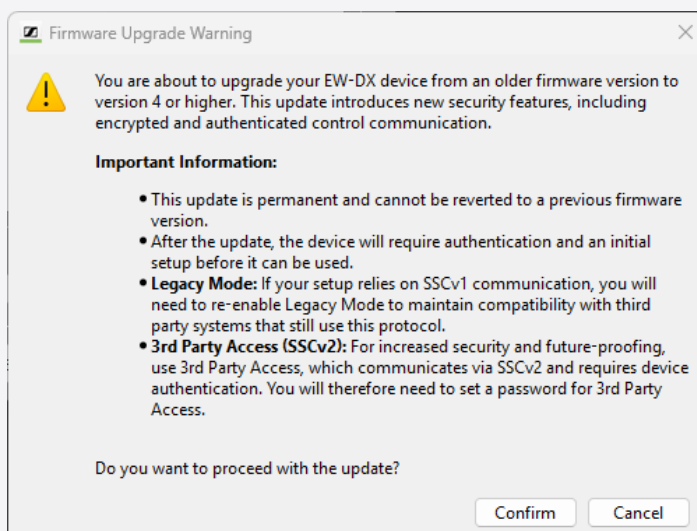 Firmware Upgrade Warning
You are about to upgrade your EW-DX device from an older firmware version to
version 4 or higher. This update introduces new security features, including
encrypted and authenticated control communication.
Important Information:
• This update is permanent and cannot be reverted to a previous firmware
version.
• After the update, the device will require authentication and an initial
setup before it can be used.
• Legacy Mode: If your setup relies on SSCv1 communication, you will
need to re-enable Legacy Mode to maintain compatibility with third
party systems that still use this protocol.
• 3rd Party Access (SSCv2): For increased security and future-proofing,
use 3rd Party Access, which communicates via SSCv2 and requires device
authentication. You will therefore need to set a password for 3rd Party
Access.
Do you want to proceed with the update?
Confirm
Cancel